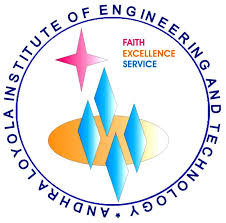 ANDHRA LOYOLA INSTITUTE OF ENGINEERING AND TECHNOLOGY *
FAITH
EXCELLENCE
SERVICE